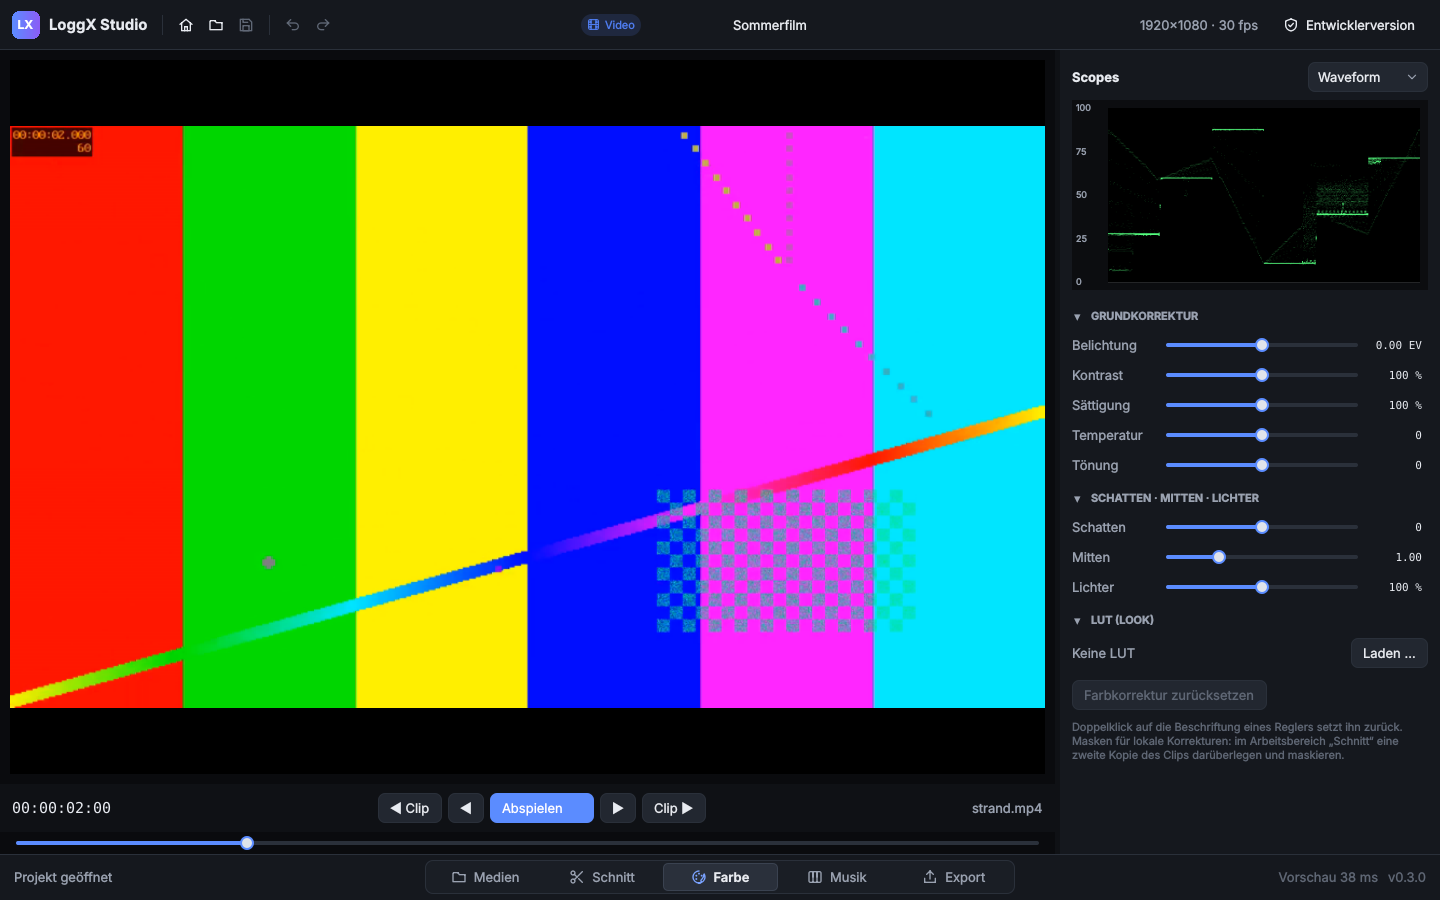 LX LoggX Studio
Video
Sommerfilm
1920×1080 · 30 fps
Entwicklerversion
00:00:02.000
60
Scopes
Waveform
100
75
50
25
0
GRUNDKORREKTUR
Belichtung 0.00 EV
Kontrast 100 %
Sättigung 100 %
Temperatur 0
Tönung 0
SCHATTEN · MITTEN · LICHTER
Schatten 0
Mitten 1.00
Lichter 100 %
LUT (LOOK)
Keine LUT Laden ...
Farbkorrektur zurücksetzen
Doppelklick auf die Beschriftung eines Reglers setzt ihn zurück.
Masken für lokale Korrekturen: im Arbeitsbereich „Schnitt“ eine
zweite Kopie des Clips darüberlegen und maskieren.
00:00:02:00
◀ Clip
◀
Abspielen
▶
Clip ▶
strand.mp4
Projekt geöffnet
Medien
Schnitt
Farbe
Musik
Export
Vorschau 38 ms v0.3.0